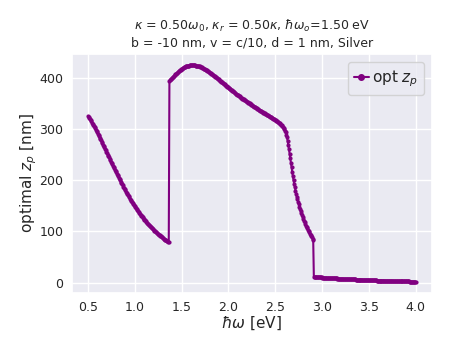 κ = 0.50ω₀, κᵣ = 0.50κ, ħωₒ=1.50 eV
b = -10 nm, v = c/10, d = 1 nm, Silver
opt zₚ
optimal zₚ [nm]
400
300
200
100
0
0.5 1.0 1.5 2.0 2.5 3.0 3.5 4.0
ħω [eV]